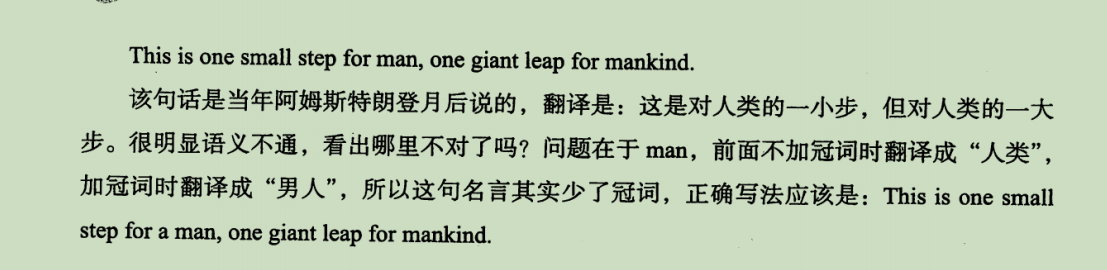 This is one small step for man, one giant leap for mankind.
该句话是当年阿姆斯特朗登月后说的，翻译是：这是对人类的一小步，但对人类的一大
步。很明显语义不通，看出哪里不对了吗？问题在于 man，前面不加冠词时翻译成“人类”，
加冠词时翻译成“男人”，所以这句名言其实少了冠词，正确写法应该是：This is one small
step for a man, one giant leap for mankind.